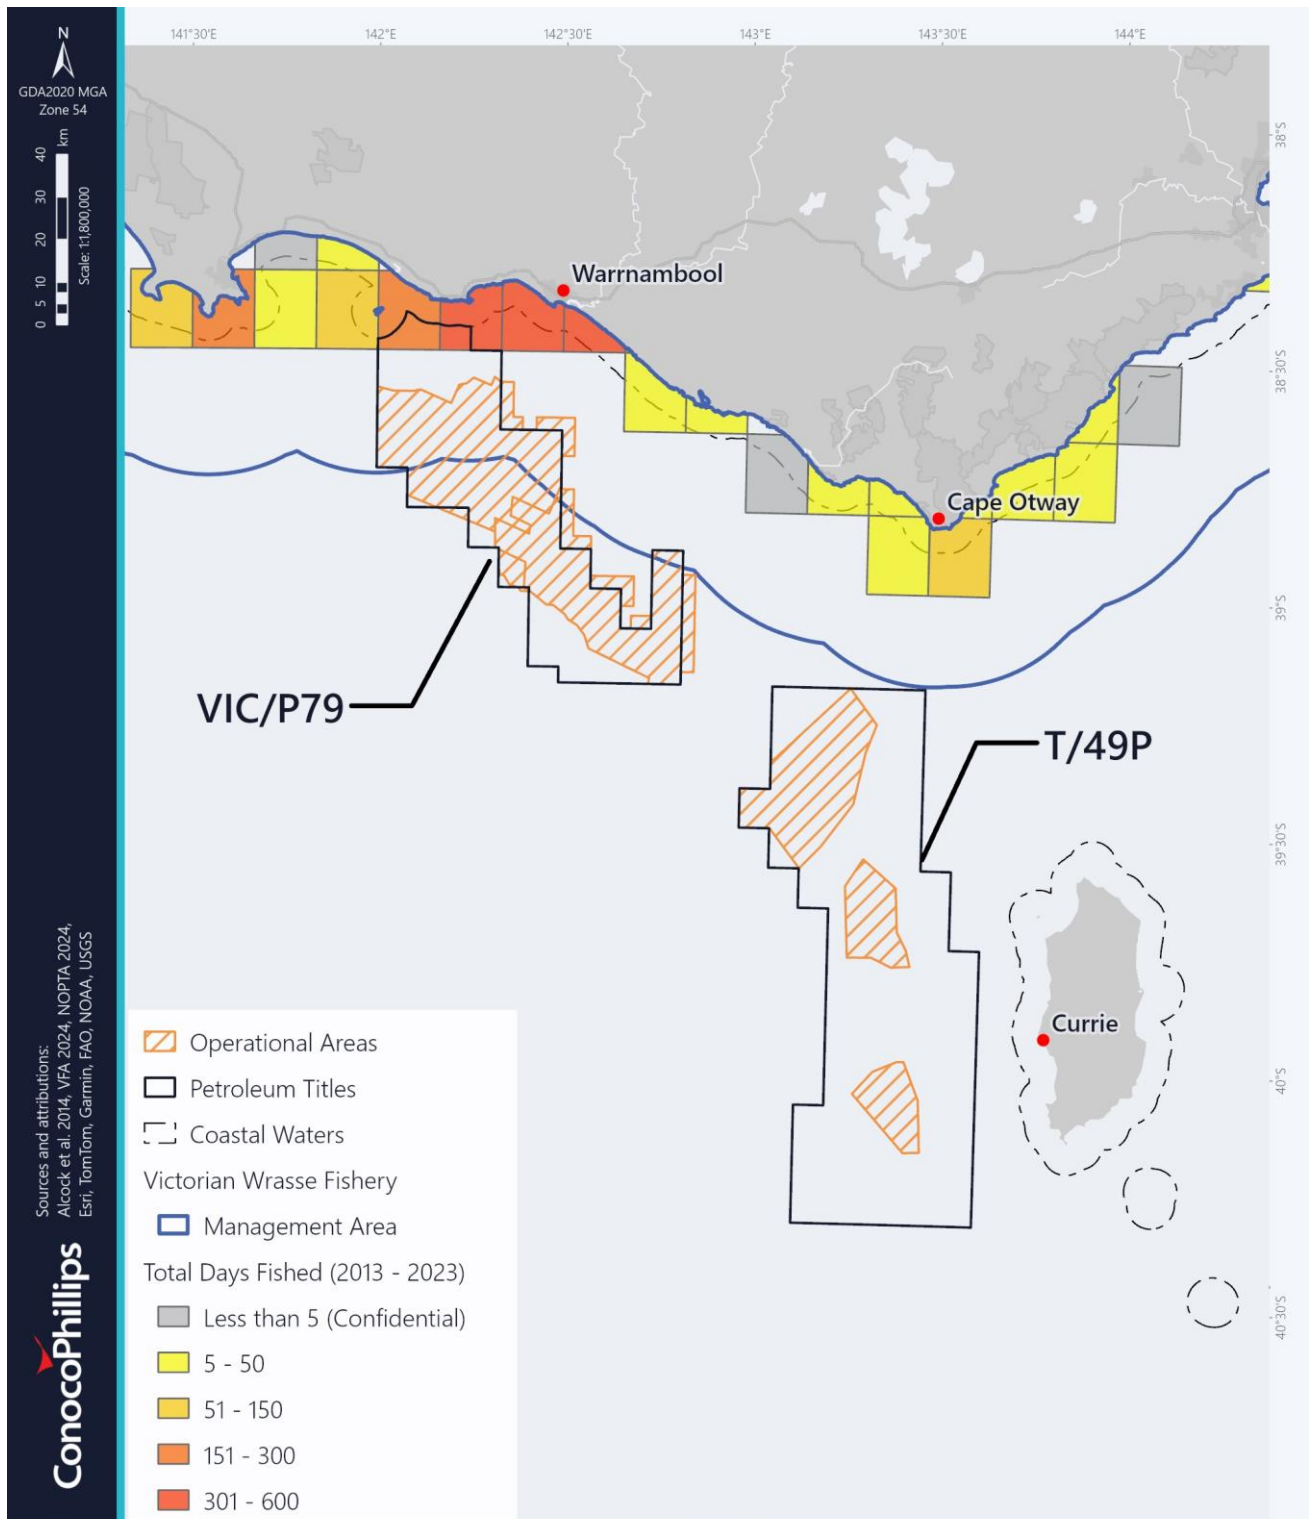 141°30'E
142°E
142°30'E
143°E
143°30'E
144°E
N
GDA2020 MGA
Zone 54
0 5 10 20 30 40 km
Scale: 1:1,800,000
38°S
38°30'S
39°S
39°30'S
40°S
40°30'S
Warrnambool
Cape Otway
VIC/P79
T/49P
Currie
Operational Areas
Petroleum Titles
Coastal Waters
Victorian Wrasse Fishery
Management Area
Total Days Fished (2013 - 2023)
Less than 5 (Confidential)
5 - 50
51 - 150
151 - 300
301 - 600
Sources and attributions:
Alcock et al. 2014, VFA 2024, NOPTA 2024,
Esri, TomTom, Garmin, FAO, NOAA, USGS
ConocoPhillips